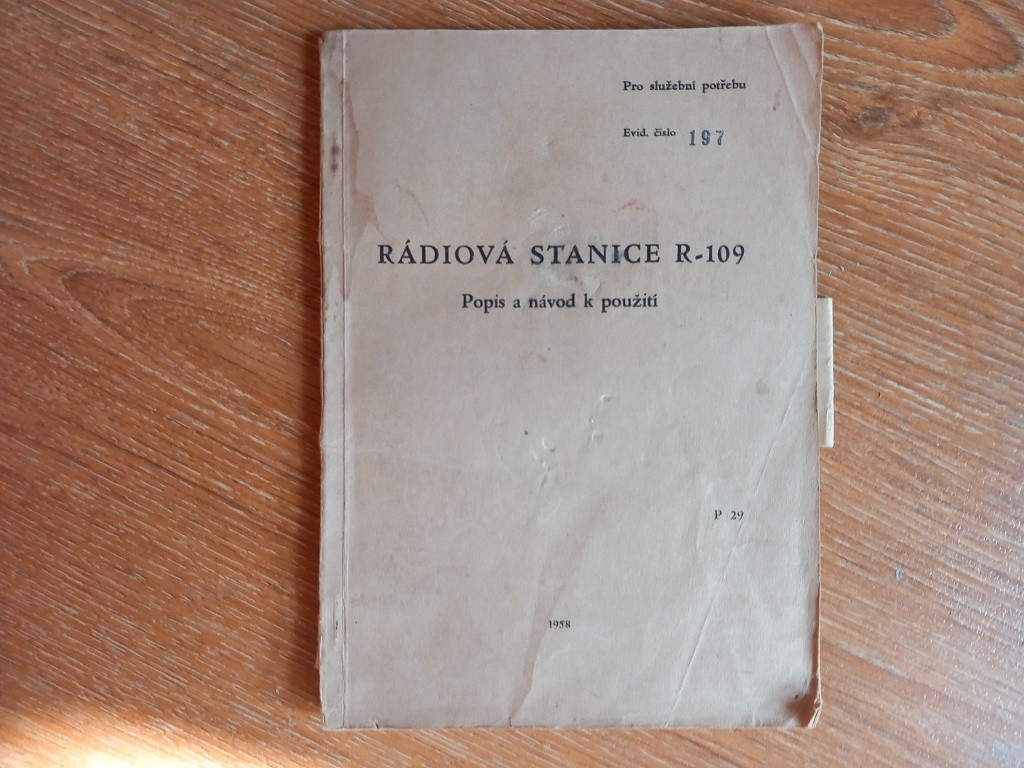 Pro služební potřebu
Evid. číslo 197
RÁDIOVÁ STANICE R-109
Popis a návod k použití
P 29
1958